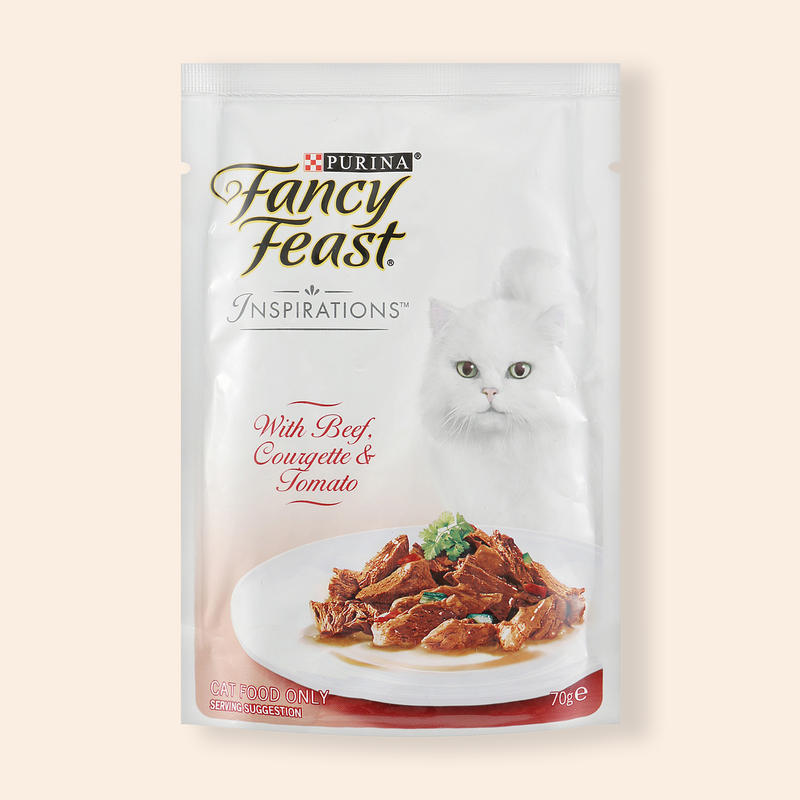 PURINA®
Fancy
Feast®
INSPIRATIONS™
With Beef,
Courgette &
Tomato
CAT FOOD ONLY
SERVING SUGGESTION
70g e